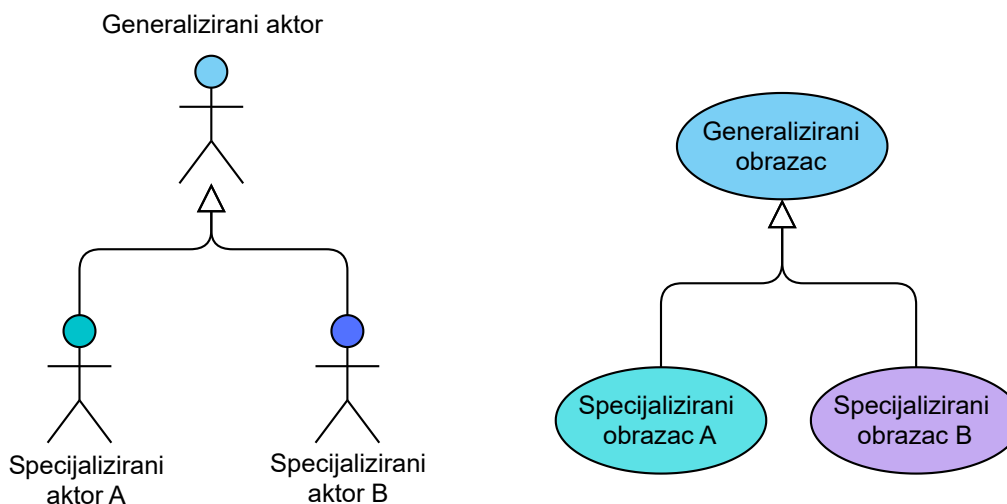 Generalizirani aktor
Specijalizirani
aktor A
Specijalizirani
aktor B
Generalizirani
obrazac
Specijalizirani
obrazac A
Specijalizirani
obrazac B